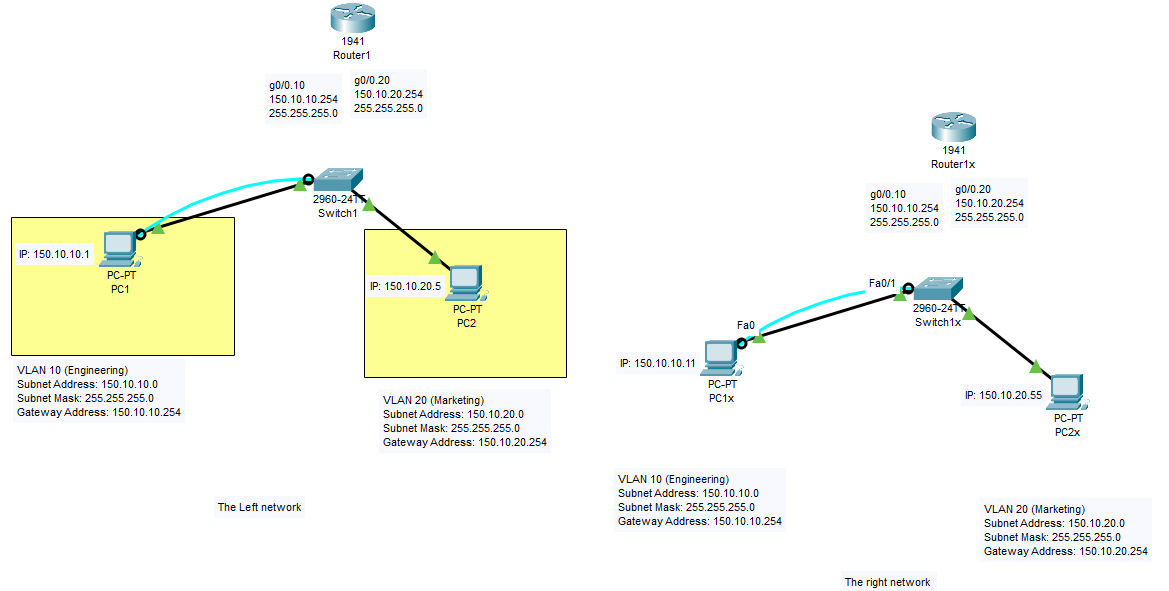 1941
Router1
g0/0.10
150.10.10.254
255.255.255.0
g0/0.20
150.10.20.254
255.255.255.0
2960-24TT
Switch1
IP: 150.10.10.1
PC-PT
PC1
IP: 150.10.20.5
PC-PT
PC2
VLAN 10 (Engineering)
Subnet Address: 150.10.10.0
Subnet Mask: 255.255.255.0
Gateway Address: 150.10.10.254
VLAN 20 (Marketing)
Subnet Address: 150.10.20.0
Subnet Mask: 255.255.255.0
Gateway Address: 150.10.20.254
The Left network
1941
Router1x
g0/0.10
150.10.10.254
255.255.255.0
g0/0.20
150.10.20.254
255.255.255.0
Fa0/1
2960-24TT
Switch1x
Fa0
IP: 150.10.10.11
PC-PT
PC1x
IP: 150.10.20.55
PC-PT
PC2x
VLAN 10 (Engineering)
Subnet Address: 150.10.10.0
Subnet Mask: 255.255.255.0
Gateway Address: 150.10.10.254
VLAN 20 (Marketing)
Subnet Address: 150.10.20.0
Subnet Mask: 255.255.255.0
Gateway Address: 150.10.20.254
The right network